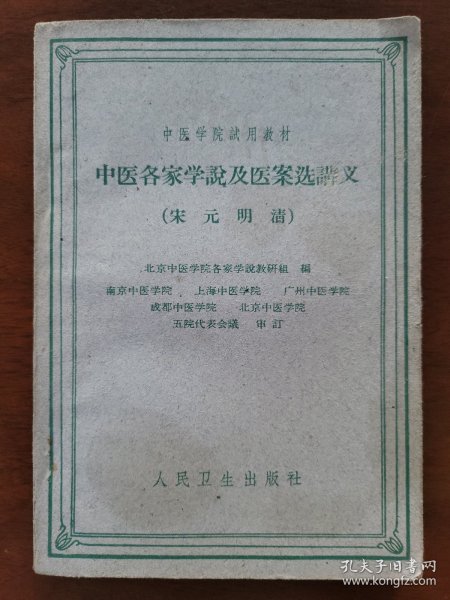 中医学院試用教材
中医各家学說及医案选講义
(宋元明清)
北京中医学院各家学說教研組 編
南京中医学院 上海中医学院 广州中医学院
成都中医学院 北京中医学院
五院代表会議 审訂
人民卫生出版社
孔夫子旧书网
www.kongfz.com